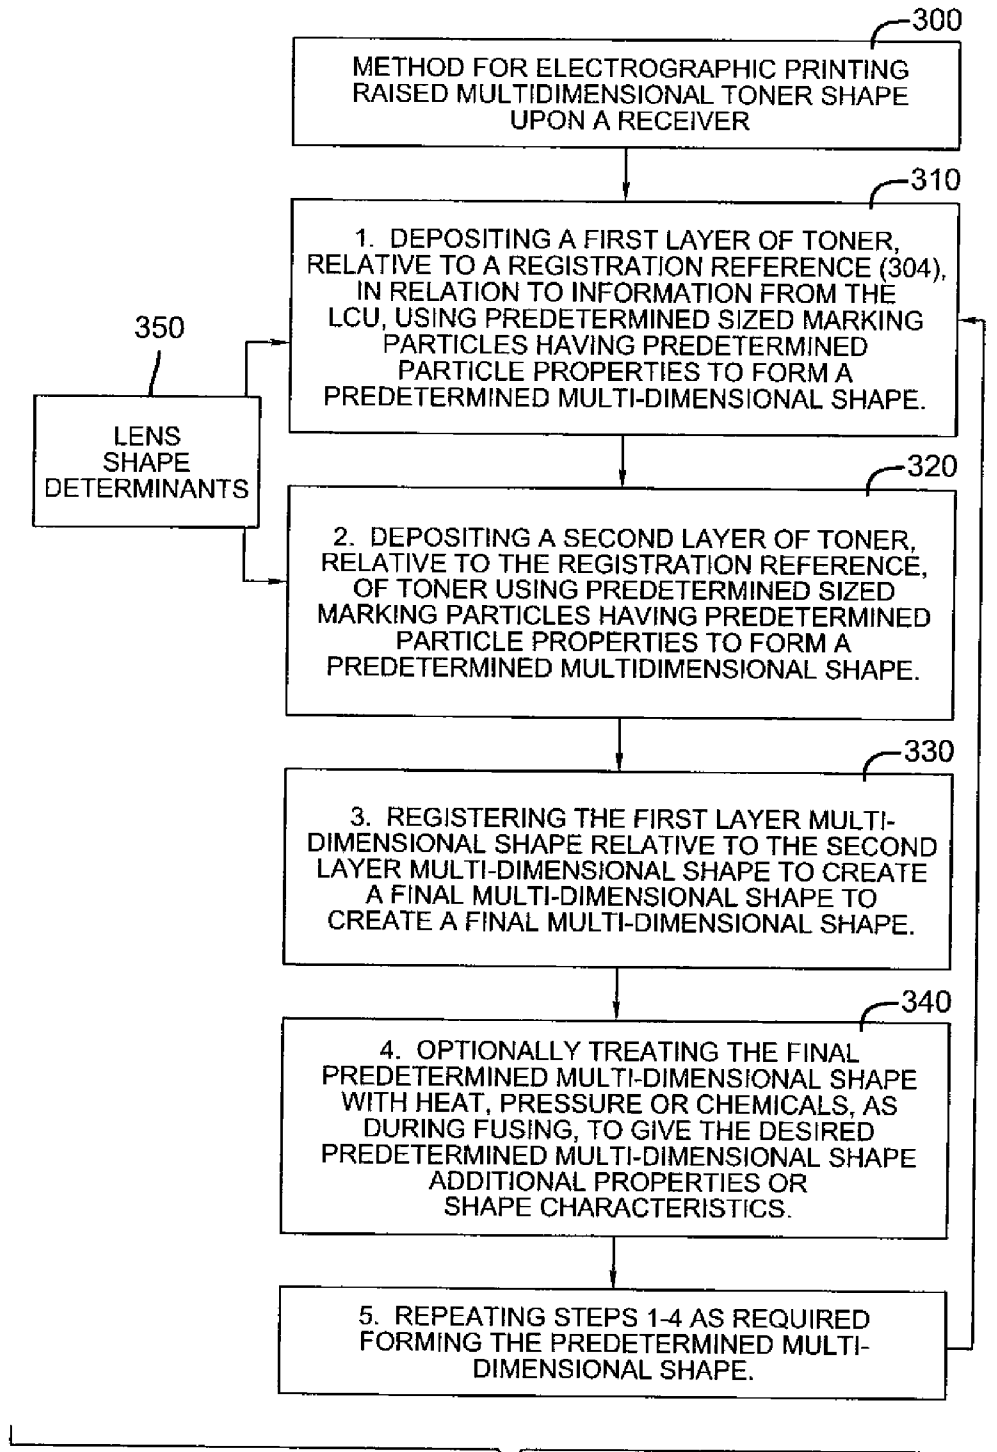 300
METHOD FOR ELECTROGRAPHIC PRINTING
RAISED MULTIDIMENSIONAL TONER SHAPE
UPON A RECEIVER
310
1. DEPOSITING A FIRST LAYER OF TONER,
RELATIVE TO A REGISTRATION REFERENCE (304),
IN RELATION TO INFORMATION FROM THE
LCU, USING PREDETERMINED SIZED MARKING
PARTICLES HAVING PREDETERMINED
PARTICLE PROPERTIES TO FORM A
PREDETERMINED MULTI-DIMENSIONAL SHAPE.
350
LENS
SHAPE
DETERMINANTS
320
2. DEPOSITING A SECOND LAYER OF TONER,
RELATIVE TO THE REGISTRATION REFERENCE,
OF TONER USING PREDETERMINED SIZED
MARKING PARTICLES HAVING PREDETERMINED
PARTICLE PROPERTIES TO FORM A
PREDETERMINED MULTIDIMENSIONAL SHAPE.
330
3. REGISTERING THE FIRST LAYER MULTI-
DIMENSIONAL SHAPE RELATIVE TO THE SECOND
LAYER MULTI-DIMENSIONAL SHAPE TO CREATE
A FINAL MULTI-DIMENSIONAL SHAPE TO
CREATE A FINAL MULTI-DIMENSIONAL SHAPE.
340
4. OPTIONALLY TREATING THE FINAL
PREDETERMINED MULTI-DIMENSIONAL SHAPE
WITH HEAT, PRESSURE OR CHEMICALS, AS
DURING FUSING, TO GIVE THE DESIRED
PREDETERMINED MULTI-DIMENSIONAL SHAPE
ADDITIONAL PROPERTIES OR
SHAPE CHARACTERISTICS.
5. REPEATING STEPS 1-4 AS REQUIRED
FORMING THE PREDETERMINED MULTI-
DIMENSIONAL SHAPE.